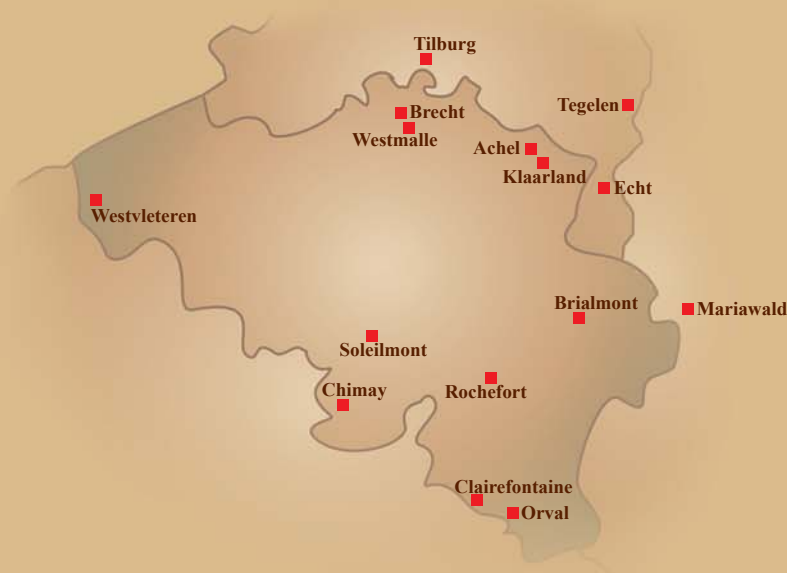 Tilburg
Tegelen
Brecht
Westmalle
Achel
Klaarland
Echt
Westvleteren
Brialmont
Mariawald
Soleilmont
Chimay
Rochefort
Clairefontaine
Orval